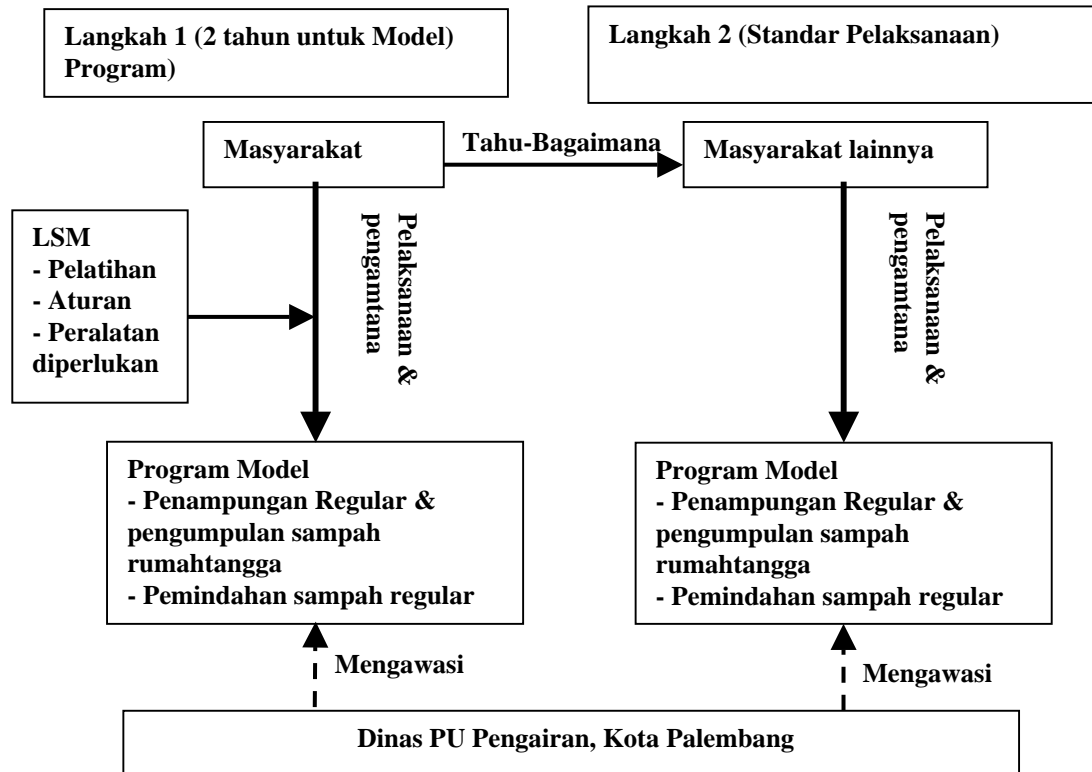 Langkah 1 (2 tahun untuk Model)
Program)
Langkah 2 (Standar Pelaksanaan)
Masyarakat
Tahu-Bagaimana
Masyarakat lainnya
LSM
- Pelatihan
- Aturan
- Peralatan
diperlukan
Pelaksanaan &
pengamtana
Pelaksanaan &
pengamtana
Program Model
- Penampungan Regular &
pengumpulan sampah
rumahtangga
- Pemindahan sampah regular
Program Model
- Penampungan Regular &
pengumpulan sampah
rumahtangga
- Pemindahan sampah regular
Mengawasi
Mengawasi
Dinas PU Pengairan, Kota Palembang